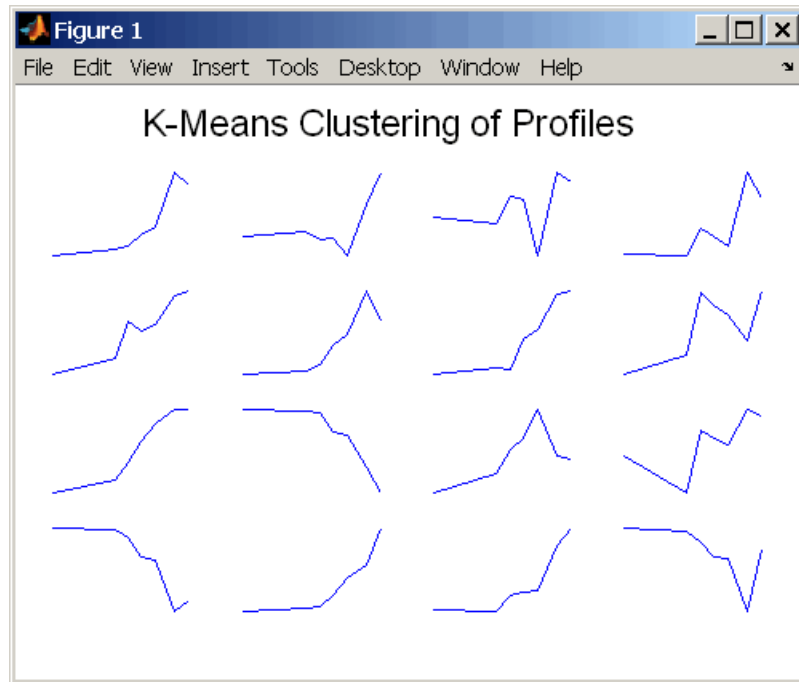 Figure 1
File Edit View Insert Tools Desktop Window Help
K-Means Clustering of Profiles